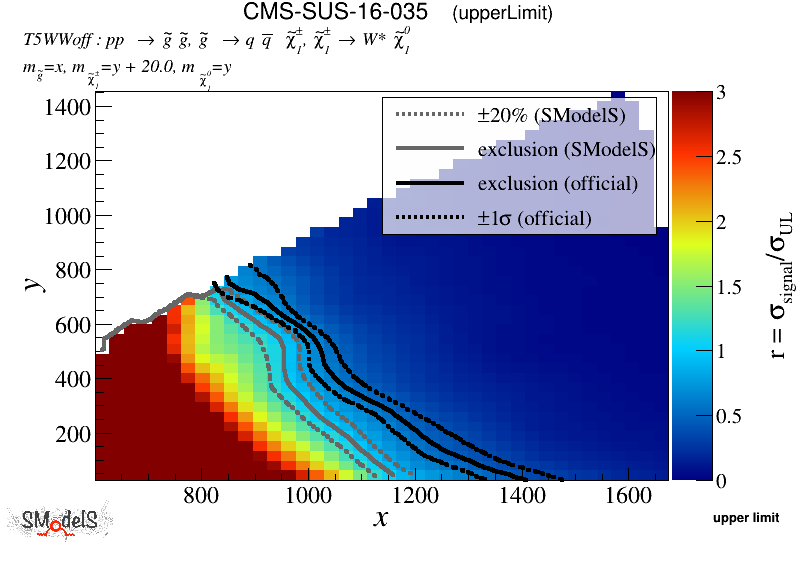 CMS-SUS-16-035 (upperLimit)
T5WWoff : pp → g̃ g̃, g̃ → q q̅ χ̃₁±, χ̃₁± → W* χ̃₁⁰
m_g̃=x, m_χ̃₁±=y + 20.0, m_χ̃₁⁰=y
±20% (SModelS)
exclusion (SModelS)
exclusion (official)
±1σ (official)
1400
1200
1000
800
600
400
200
y
800 1000 1200 1400 1600
x
3
2.5
2
1.5
1
0.5
0
r = σ_signal/σ_UL
SModelS
upper limit